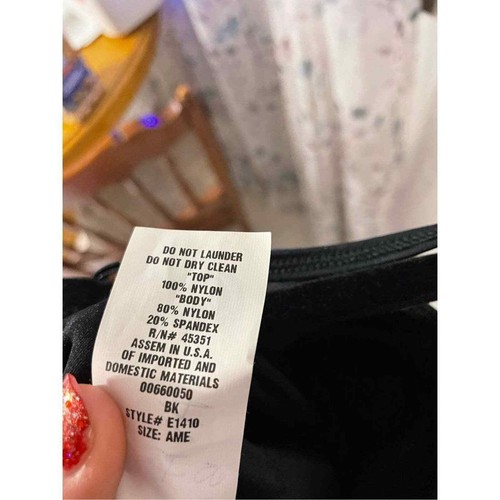 DO NOT LAUNDER
DO NOT DRY CLEAN
"TOP"
100% NYLON
"BODY"
80% NYLON
20% SPANDEX
R/N# 45351
ASSEM IN U.S.A.
OF IMPORTED AND
DOMESTIC MATERIALS
00660050
BK
STYLE# E1410
SIZE: AME